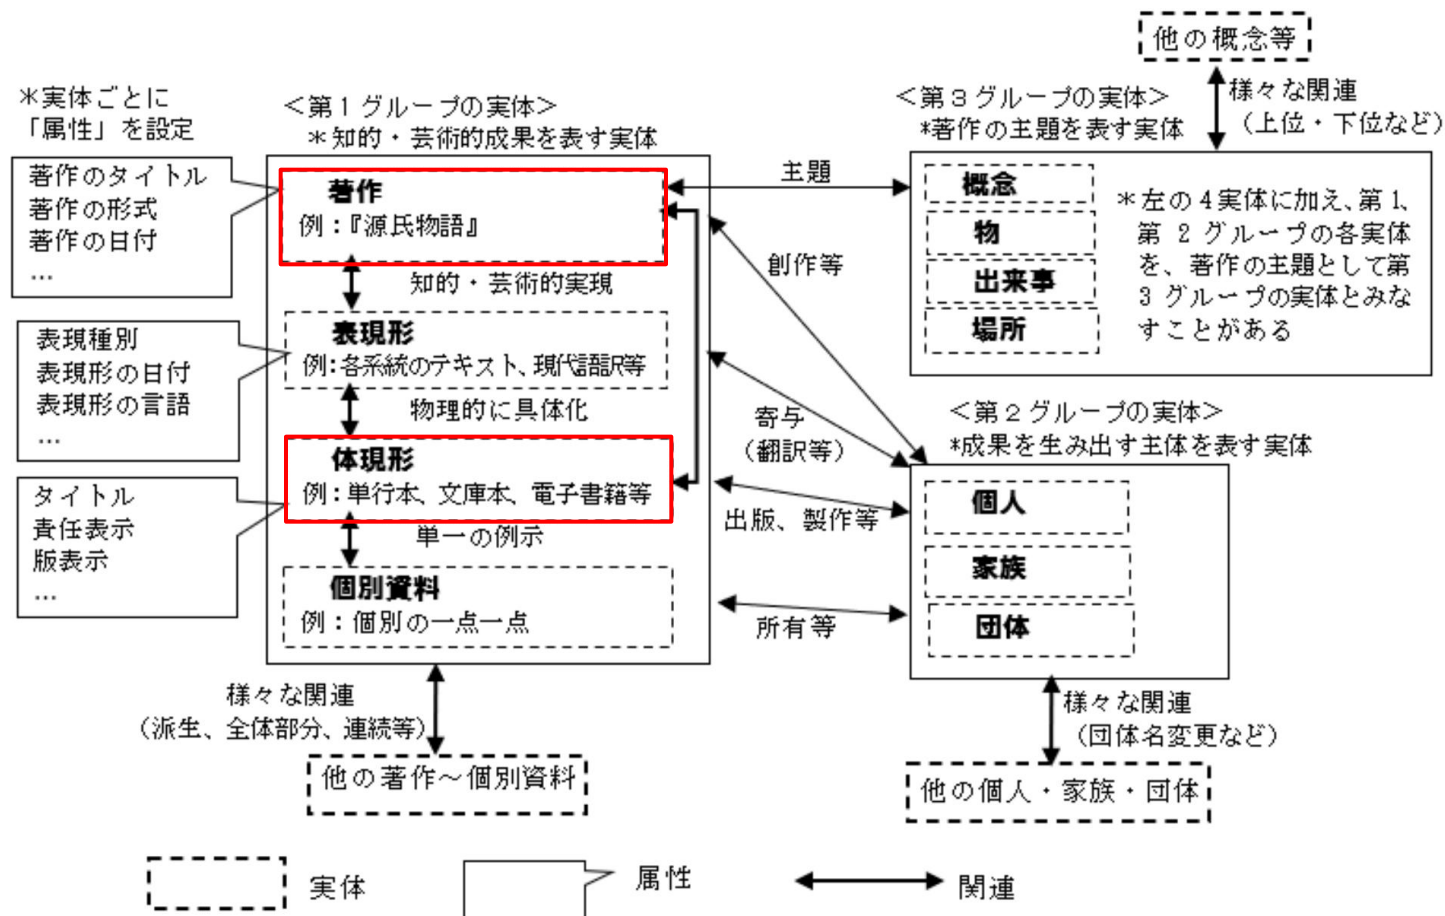 他の概念等
様々な関連
（上位・下位など）
＊実体ごとに
「属性」を設定
＜第１グループの実体＞
＊知的・芸術的成果を表す実体
＜第３グループの実体＞
*著作の主題を表す実体
著作のタイトル
著作の形式
著作の日付
…
著作
例：『源氏物語』
知的・芸術的実現
主題
創作等
概念
物
出来事
場所
＊左の４実体に加え、第１、
第２グループの各実体
を、著作の主題として第
３グループの実体とみな
すことがある
表現種別
表現形の日付
表現形の言語
…
表現形
例：各系統のテキスト、現代語訳等
物理的に具体化
寄与
（翻訳等）
＜第２グループの実体＞
*成果を生み出す主体を表す実体
タイトル
責任表示
版表示
…
体現形
例：単行本、文庫本、電子書籍等
単一の例示
出版、製作等
個人
家族
団体
個別資料
例：個別の一点一点
所有等
様々な関連
（派生、全体部分、連続等）
他の著作～個別資料
様々な関連
（団体名変更など）
他の個人・家族・団体
実体
属性
関連